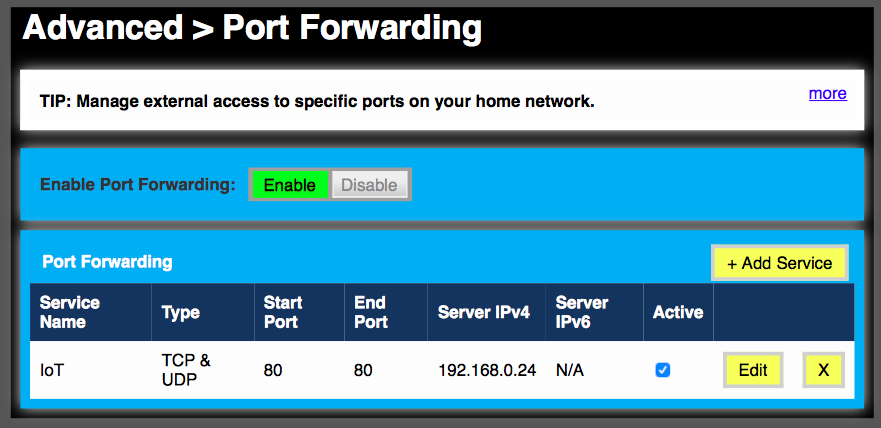 Advanced > Port Forwarding
TIP: Manage external access to specific ports on your home network.
more
Enable Port Forwarding: Enable Disable
Port Forwarding
+ Add Service
Service Name Type Start Port End Port Server IPv4 Server IPv6 Active
IoT TCP & UDP 80 80 192.168.0.24 N/A Edit X